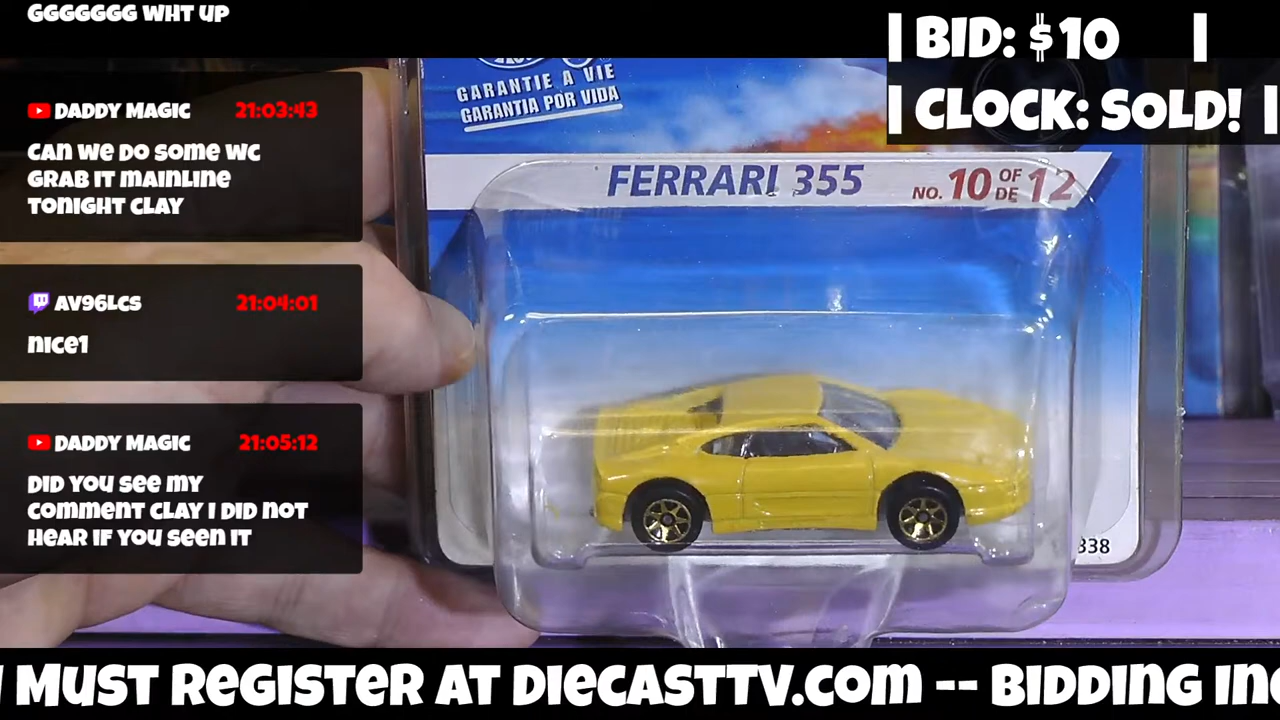 GGGGGGG WHT UP
DADDY MAGIC 21:03:43
CAN WE DO SOME WC
GRAB IT MAINLINE
TONIGHT CLAY
AV96LCS 21:04:01
NICE1
DADDY MAGIC 21:05:12
DID YOU SEE MY
COMMENT CLAY I DID NOT
HEAR IF YOU SEEN IT
| BID: $10 |
| CLOCK: SOLD! |
GARANTIE A VIE
GARANTIA POR VIDA
FERRARI 355
NO. 10 OF DE 12
338
MUST REGISTER AT DIECASTTV.COM -- BIDDING INC